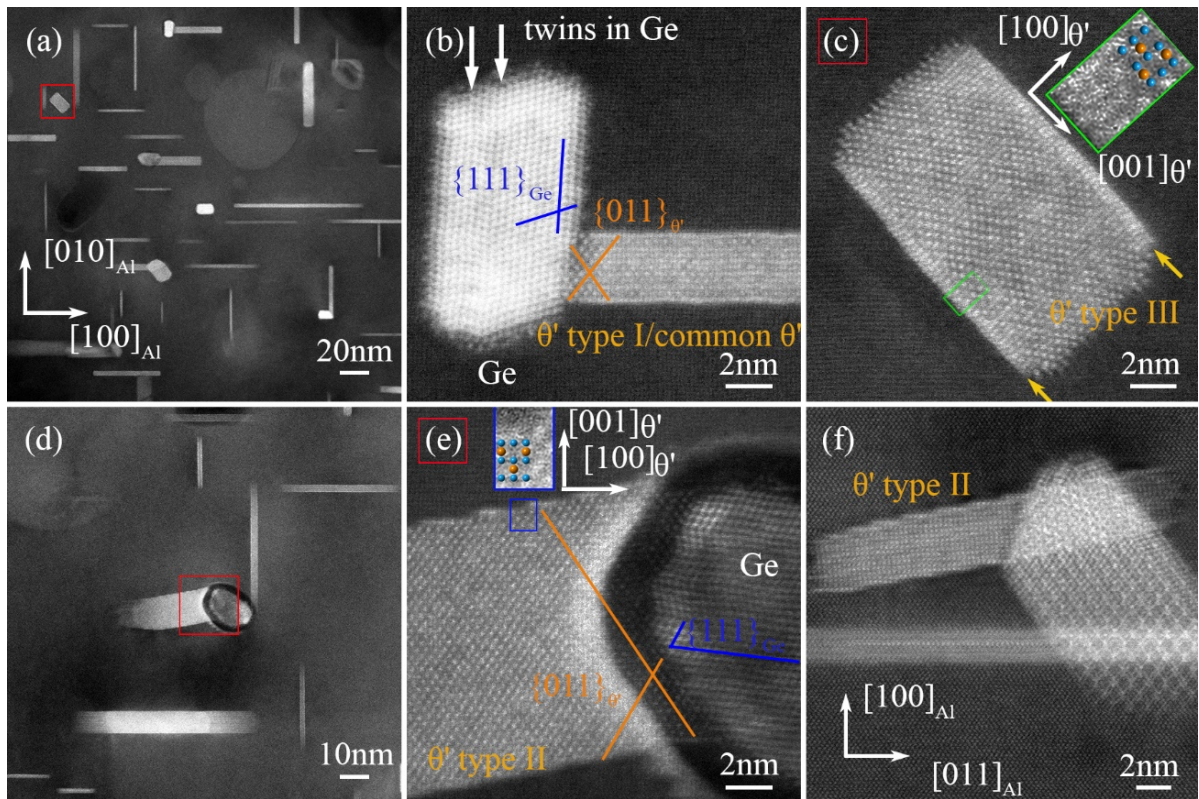 (a)
[010]Al
[100]Al
20nm
(b)
twins in Ge
{111}Ge
{011}θ'
θ' type I/common θ'
Ge
2nm
(c)
[100]θ'
[001]θ'
θ' type III
2nm
(d)
10nm
(e)
[001]θ'
[100]θ'
Ge
{111}Ge
{011}θ'
θ' type II
2nm
(f)
θ' type II
[100]Al
[011]Al
2nm